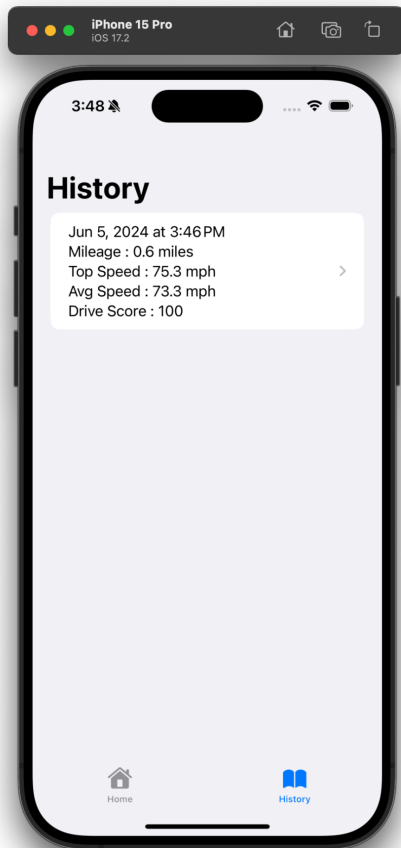 iPhone 15 Pro
iOS 17.2
3:48
History
Jun 5, 2024 at 3:46 PM
Mileage : 0.6 miles
Top Speed : 75.3 mph
Avg Speed : 73.3 mph
Drive Score : 100
Home
History